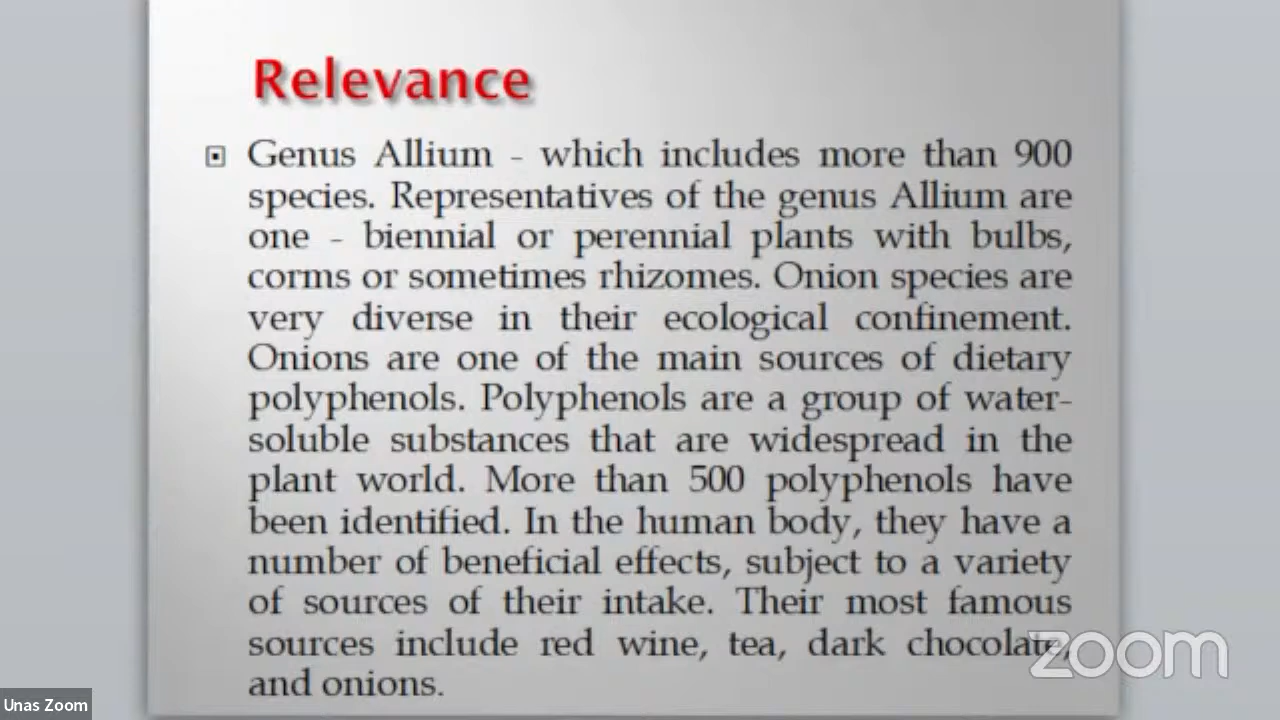 Relevance
Genus Allium - which includes more than 900
species. Representatives of the genus Allium are
one - biennial or perennial plants with bulbs,
corms or sometimes rhizomes. Onion species are
very diverse in their ecological confinement.
Onions are one of the main sources of dietary
polyphenols. Polyphenols are a group of water-
soluble substances that are widespread in the
plant world. More than 500 polyphenols have
been identified. In the human body, they have a
number of beneficial effects, subject to a variety
of sources of their intake. Their most famous
sources include red wine, tea, dark chocolate,
and onions.
zoom
Unas Zoom